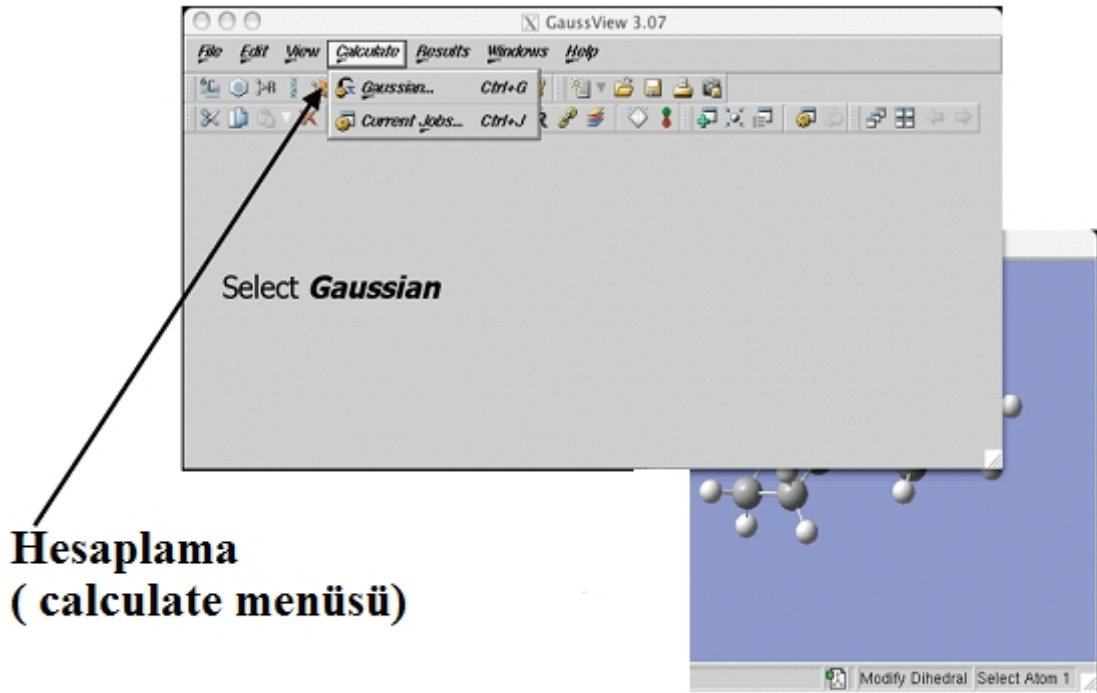 GaussView 3.07
File Edit View Calculate Results Windows Help
Gaussian... Ctrl+G
Current Jobs... Ctrl+J
Select Gaussian
Hesaplama
( calculate menüsü)
Modify Dihedral Select Atom 1